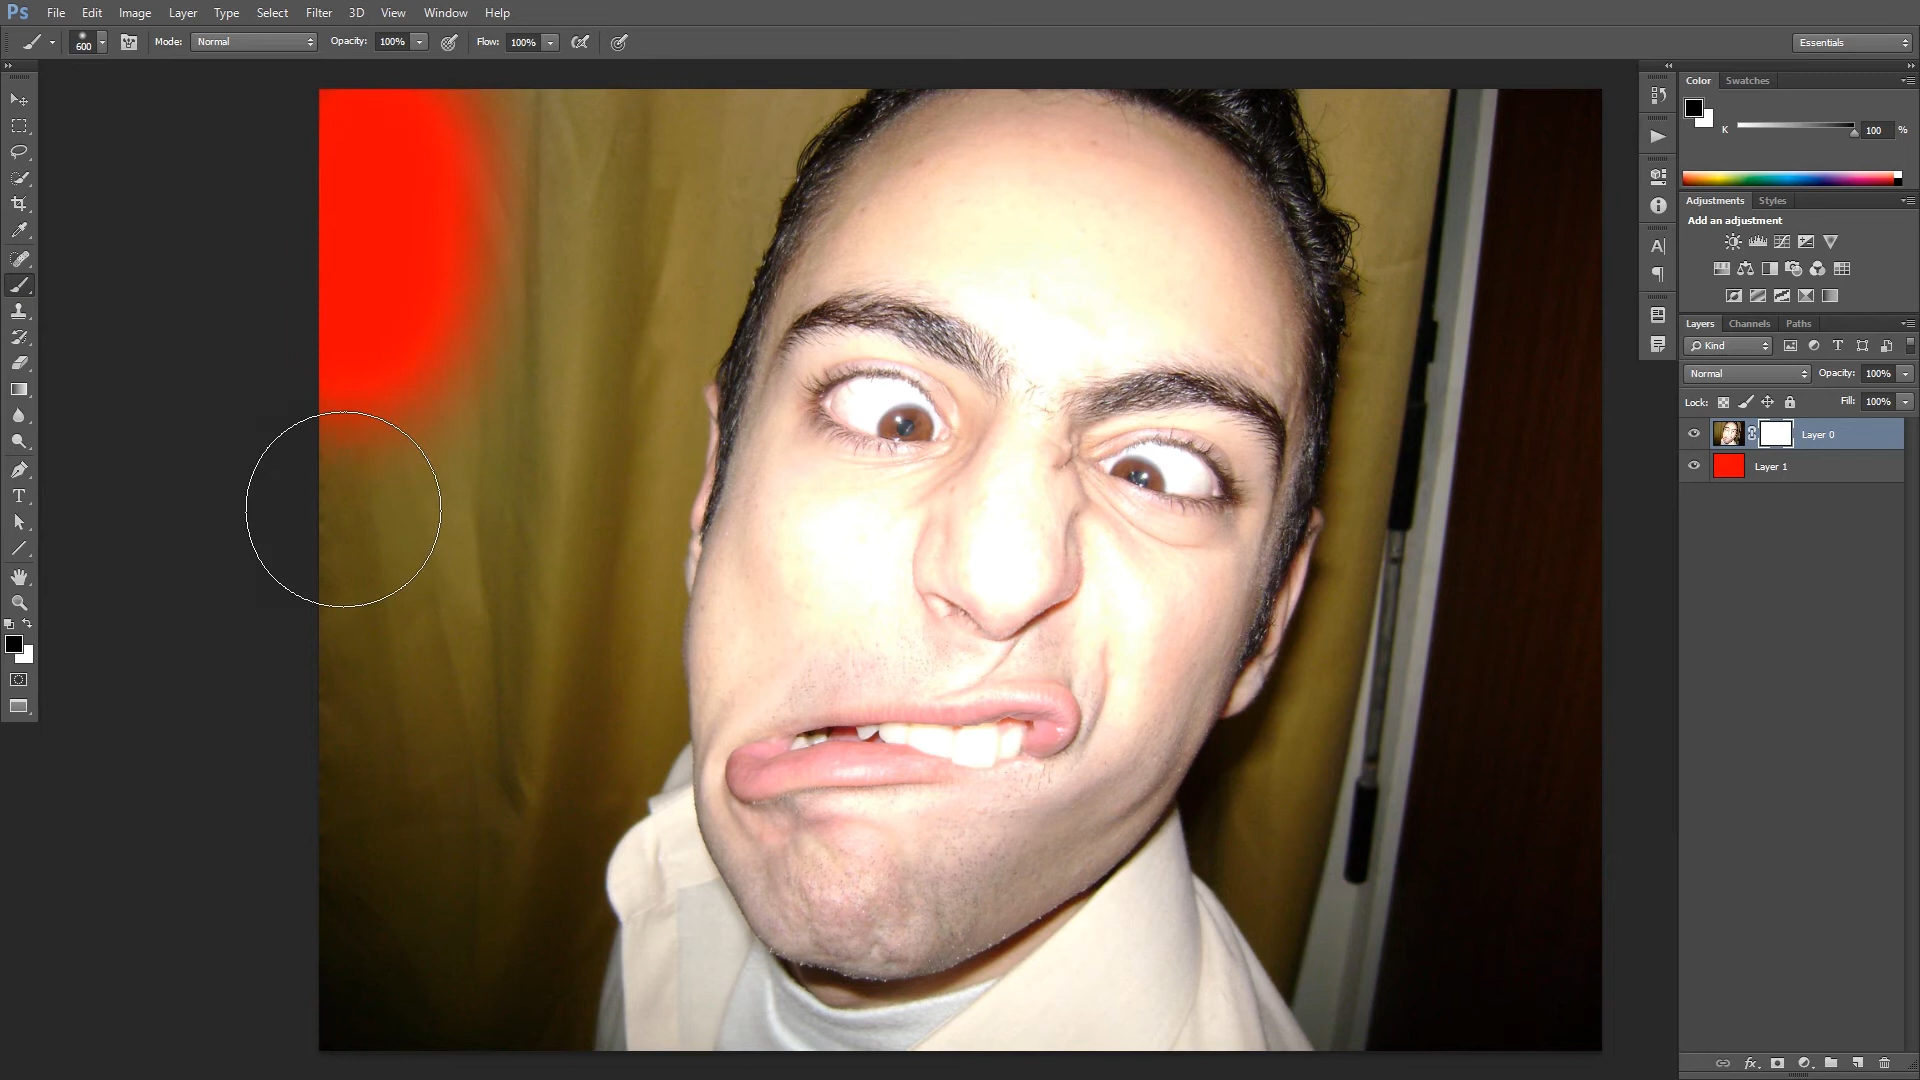 Ps File Edit Image Layer Type Select Filter 3D View Window Help
600 Mode: Normal Opacity: 100% Flow: 100% Essentials
Color Swatches
K 100 %
Adjustments Styles
Add an adjustment
Layers Channels Paths
Kind T
Normal Opacity: 100%
Lock: Fill: 100%
Layer 0
Layer 1
T
A
fx